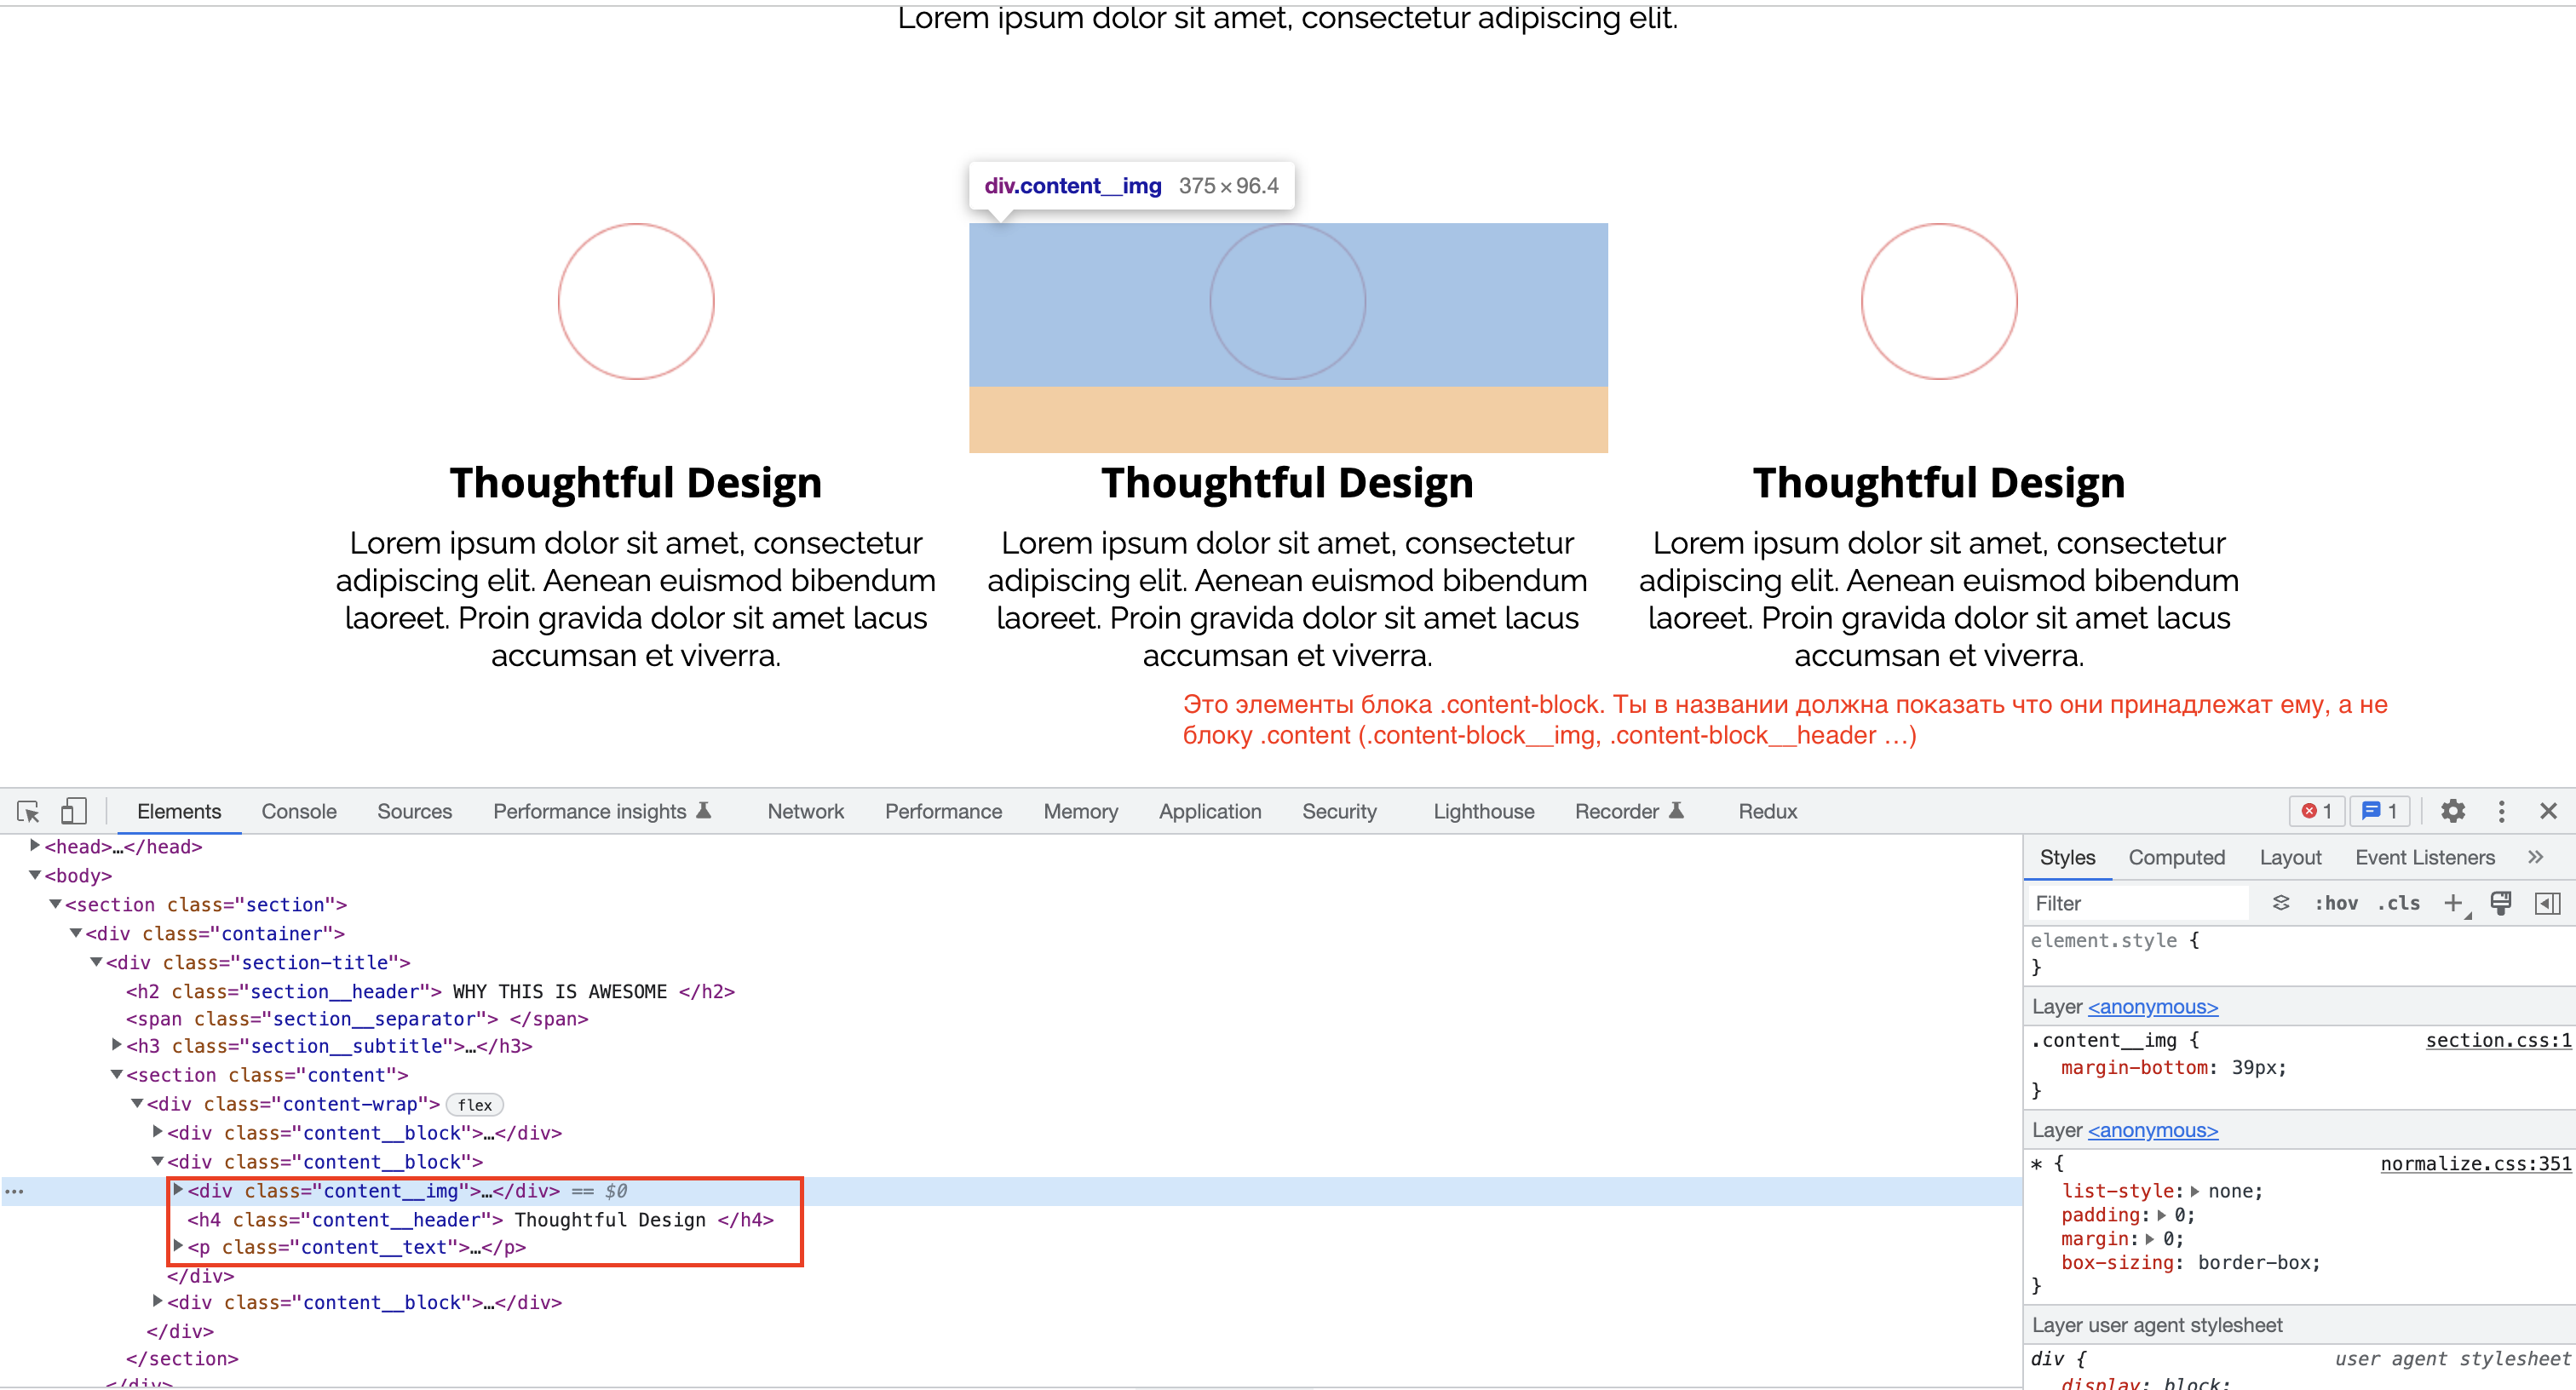 Lorem ipsum dolor sit amet, consectetur adipiscing elit.
div.content__img 375 × 96.4
Thoughtful Design
Lorem ipsum dolor sit amet, consectetur
adipiscing elit. Aenean euismod bibendum
laoreet. Proin gravida dolor sit amet lacus
accumsan et viverra.
Thoughtful Design
Lorem ipsum dolor sit amet, consectetur
adipiscing elit. Aenean euismod bibendum
laoreet. Proin gravida dolor sit amet lacus
accumsan et viverra.
Thoughtful Design
Lorem ipsum dolor sit amet, consectetur
adipiscing elit. Aenean euismod bibendum
laoreet. Proin gravida dolor sit amet lacus
accumsan et viverra.
Это элементы блока .content-block. Ты в названии должна показать что они принадлежат ему, а не
блоку .content (.content-block__img, .content-block__header ...)
Elements Console Sources Performance insights Network Performance Memory Application Security Lighthouse Recorder Redux 1 1
<head>…</head>
<body>
<section class="section">
<div class="container">
<div class="section-title">
<h2 class="section__header"> WHY THIS IS AWESOME </h2>
<span class="section__separator"> </span>
<h3 class="section__subtitle">…</h3>
<section class="content">
<div class="content-wrap"> flex
<div class="content__block">…</div>
<div class="content__block">
<div class="content__img">…</div> == $0
<h4 class="content__header"> Thoughtful Design </h4>
<p class="content__text">…</p>
</div>
<div class="content__block">…</div>
</div>
</section>
</div>
Styles Computed Layout Event Listeners »
Filter :hov .cls +
element.style {
}
Layer <anonymous>
.content__img { section.css:1
margin-bottom: 39px;
}
Layer <anonymous>
* { normalize.css:351
list-style: none;
padding: 0;
margin: 0;
box-sizing: border-box;
}
Layer user agent stylesheet
div { user agent stylesheet
display: block;